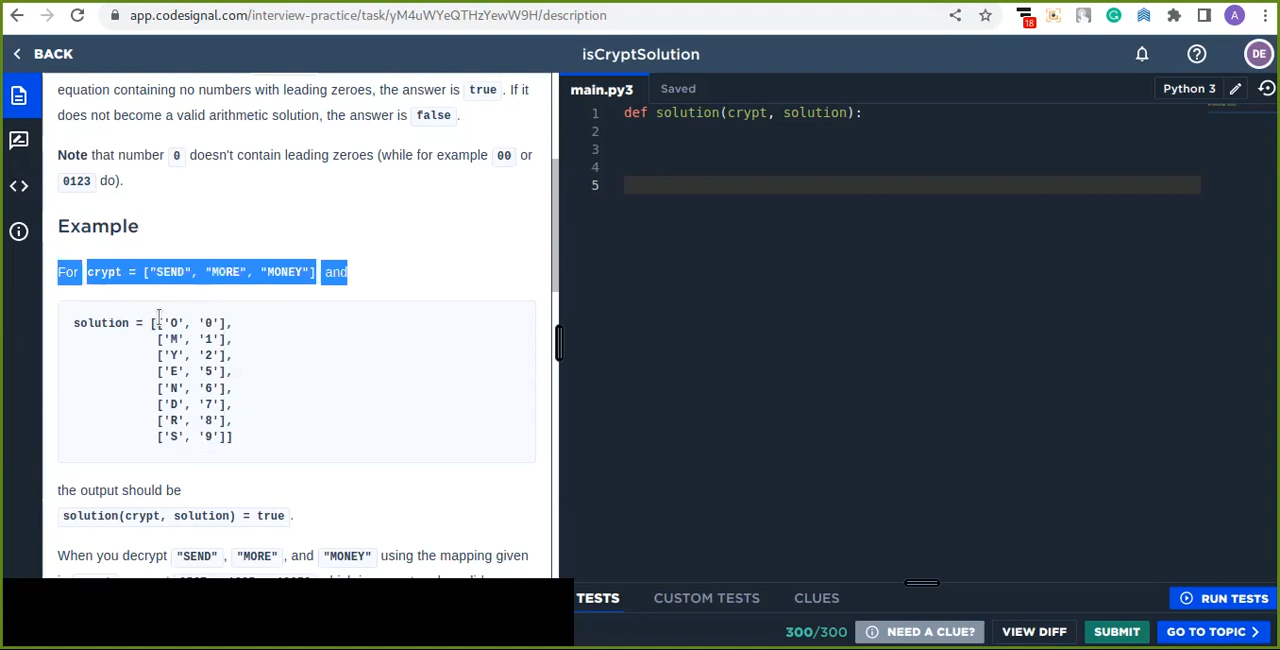 app.codesignal.com/interview-practice/task/yM4uWYeQTHzYewW9H/description
18
A
BACK
isCryptSolution
DE
equation containing no numbers with leading zeroes, the answer is true . If it
does not become a valid arithmetic solution, the answer is false .
Note that number 0 doesn't contain leading zeroes (while for example 00 or
0123 do).
Example
For crypt = ["SEND", "MORE", "MONEY"] and
solution = [['O', '0'],
['M', '1'],
['Y', '2'],
['E', '5'],
['N', '6'],
['D', '7'],
['R', '8'],
['S', '9']]
the output should be
solution(crypt, solution) = true .
When you decrypt "SEND" , "MORE" , and "MONEY" using the mapping given
main.py3
Saved
Python 3
1 def solution(crypt, solution):
2
3
4
5
TESTS
CUSTOM TESTS
CLUES
RUN TESTS
300/300
NEED A CLUE?
VIEW DIFF
SUBMIT
GO TO TOPIC